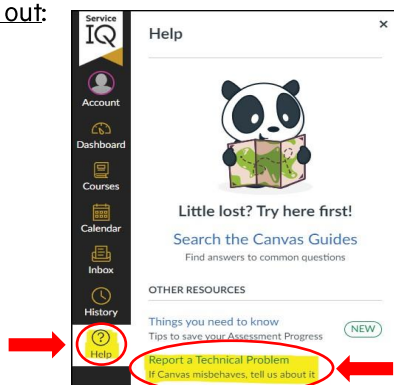 out:
Service
IQ
Help
×
Account
Dashboard
Courses
Calendar
Inbox
History
Help
Little lost? Try here first!
Search the Canvas Guides
Find answers to common questions
OTHER RESOURCES
Things you need to know
NEW
Tips to save your Assessment Progress
Report a Technical Problem
If Canvas misbehaves, tell us about it